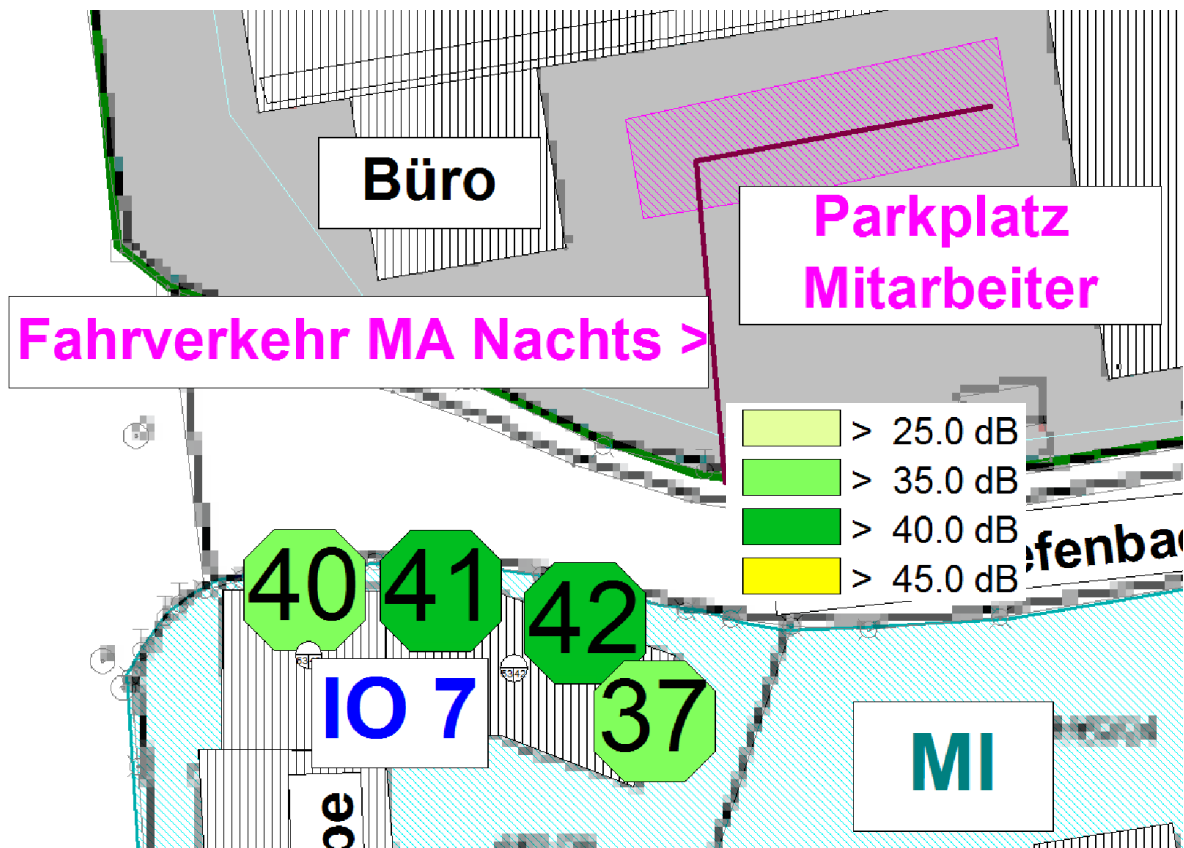 Büro
Parkplatz
Mitarbeiter
Fahrverkehr MA Nachts >
> 25.0 dB
> 35.0 dB
> 40.0 dB
> 45.0 dB
efenbac
40
41
42
37
IO 7
MI